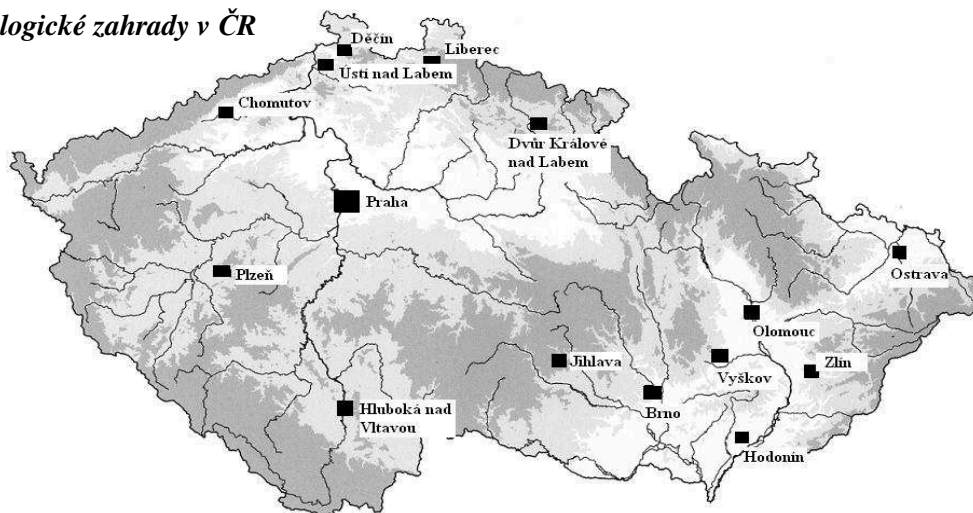 logické zahrady v ČR
Děčín
Liberec
Ústí nad Labem
Chomutov
Dvůr Králové
nad Labem
Praha
Plzeň
Ostrava
Olomouc
Jihlava
Vyškov
Zlín
Hluboká nad
Vltavou
Brno
Hodonín